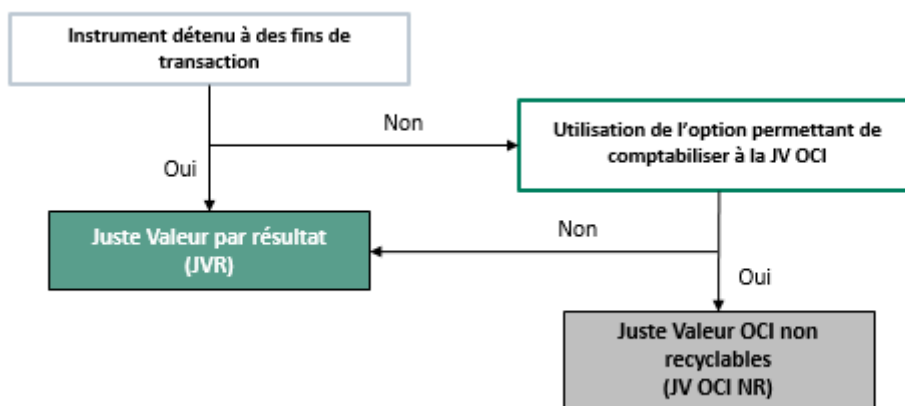 Instrument détenu à des fins de
transaction
Non
Utilisation de l'option permettant de
comptabiliser à la JV OCI
Oui
Juste Valeur par résultat
(JVR)
Non
Oui
Juste Valeur OCI non
recyclables
(JV OCI NR)